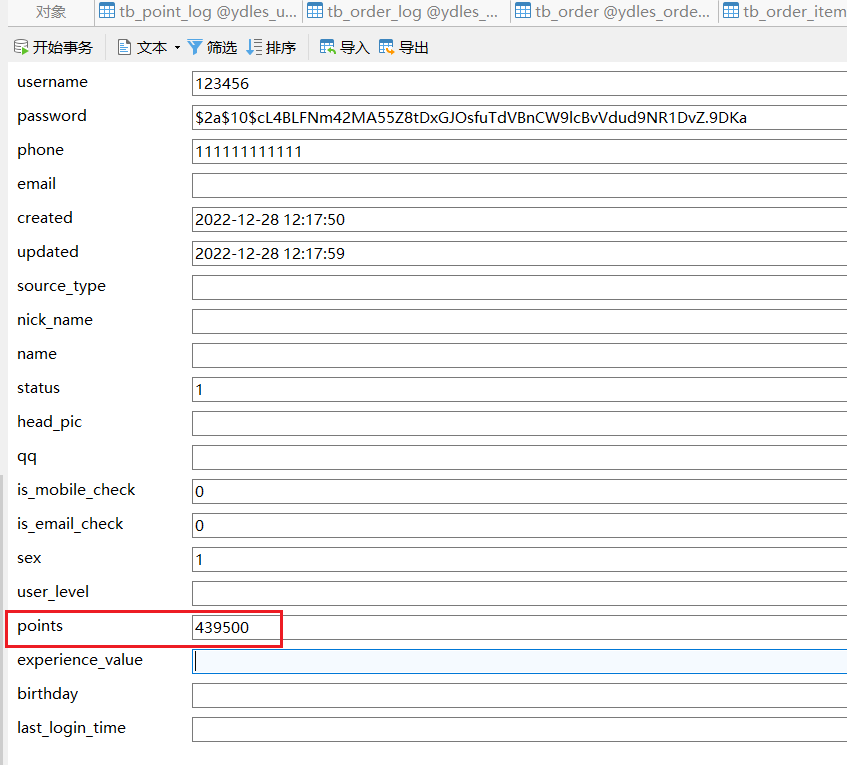 对象 tb_point_log @ydles_u... tb_order_log @ydles_... tb_order @ydles_orde... tb_order_item
开始事务 文本 筛选 排序 导入 导出
username 123456
password $2a$10$cL4BLFNm42MA55Z8tDxGJOsfuTdVBnCW9lcBvVdud9NR1DvZ.9DKa
phone 111111111111
email
created 2022-12-28 12:17:50
updated 2022-12-28 12:17:59
source_type
nick_name
name
status 1
head_pic
qq
is_mobile_check 0
is_email_check 0
sex 1
user_level
points 439500
experience_value
birthday
last_login_time